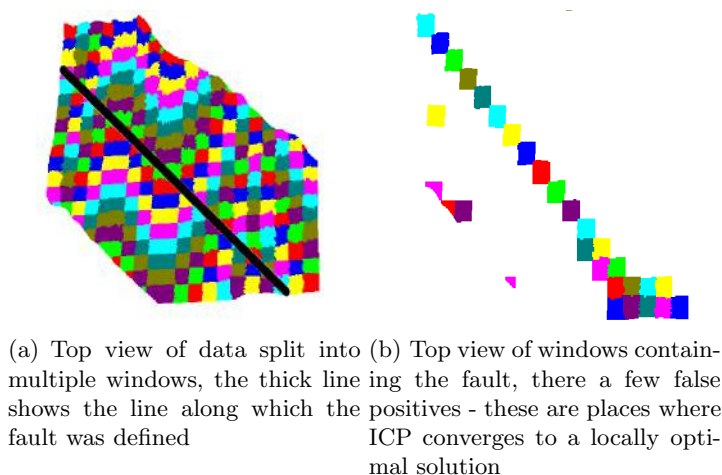 (a) Top view of data split into
multiple windows, the thick line
shows the line along which the
fault was defined
(b) Top view of windows contain-
ing the fault, there a few false
positives - these are places where
ICP converges to a locally opti-
mal solution